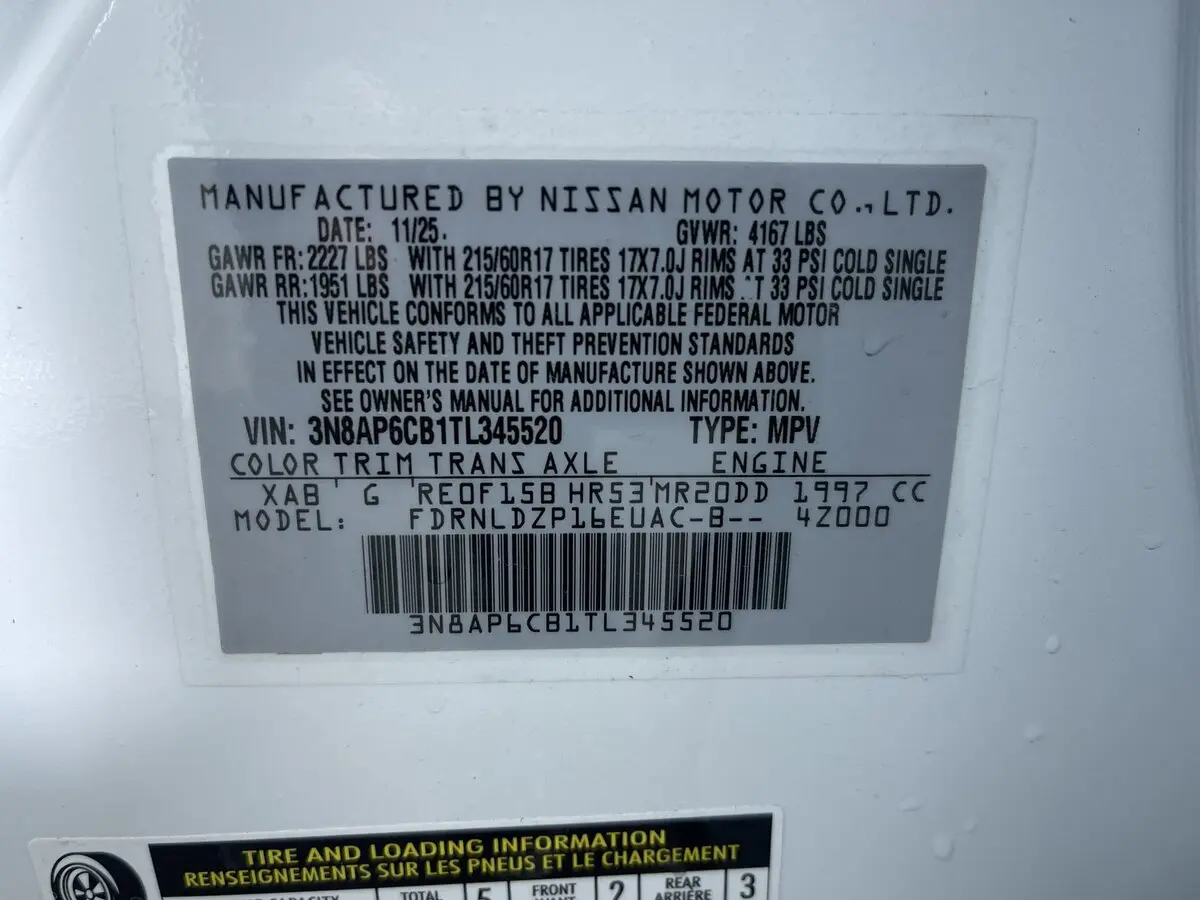 MANUFACTURED BY NISSAN MOTOR CO., LTD.
DATE: 11/25. GVWR: 4167 LBS
GAWR FR: 2227 LBS WITH 215/60R17 TIRES 17X7.0J RIMS AT 33 PSI COLD SINGLE
GAWR RR: 1951 LBS WITH 215/60R17 TIRES 17X7.0J RIMS AT 33 PSI COLD SINGLE
THIS VEHICLE CONFORMS TO ALL APPLICABLE FEDERAL MOTOR
VEHICLE SAFETY AND THEFT PREVENTION STANDARDS
IN EFFECT ON THE DATE OF MANUFACTURE SHOWN ABOVE.
SEE OWNER'S MANUAL FOR ADDITIONAL INFORMATION.
VIN: 3N8AP6CB1TL345520 TYPE: MPV
COLOR TRIM TRANS AXLE ENGINE
XAB G RE0F15B HR53 MR20DD 1997 CC
MODEL: FDRNLDZP16EUAC-B-- 4Z000
3N8AP6CB1TL345520
TIRE AND LOADING INFORMATION
RENSEIGNEMENTS SUR LES PNEUS ET LE CHARGEMENT
TOTAL 5 FRONT 2 REAR 3
ARRIÈRE